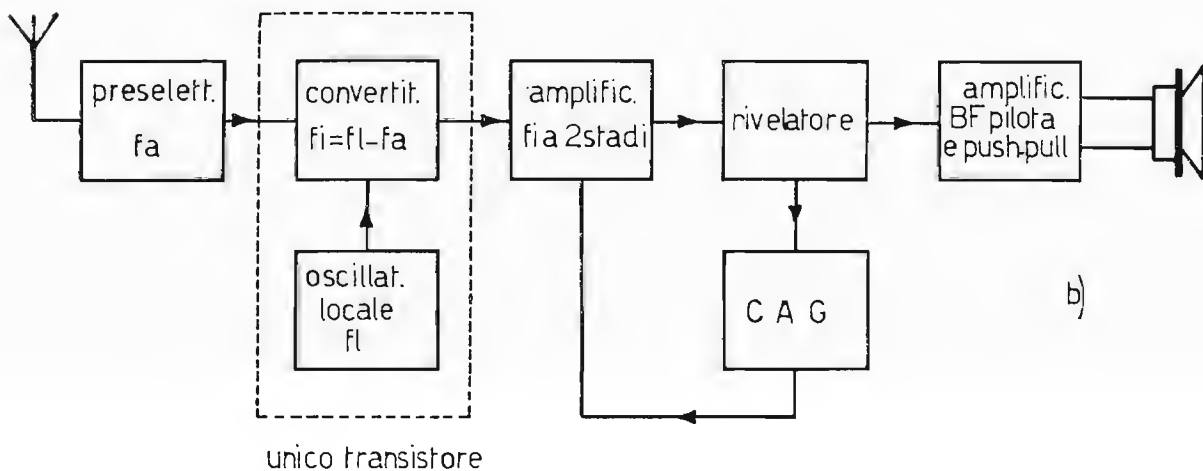 preselett.
fa
convertit.
fi=fl-fa
amplific.
fi a 2stadi
rivelatore
amplific.
BF pilota
e push-pull
oscillat.
locale
fl
C A G
b)
unico transistore